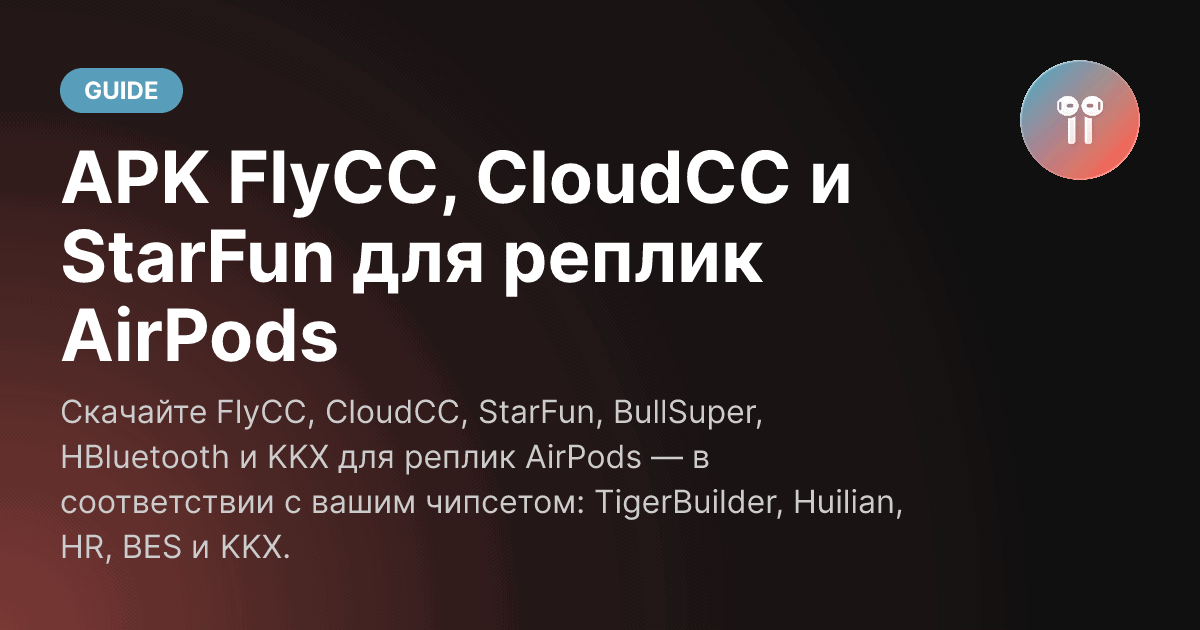 GUIDE
APK FlyCC, CloudCC и
StarFun для реплик
AirPods
Скачайте FlyCC, CloudCC, StarFun, BullSuper,
HBluetooth и KKX для реплик AirPods — в
соответствии с вашим чипсетом: TigerBuilder, Huilian,
HR, BES и KKX.